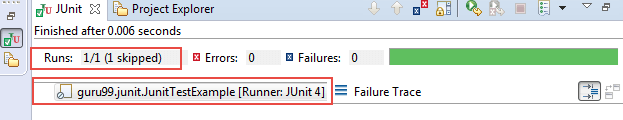 JUnit Project Explorer
Finished after 0.006 seconds
Runs: 1/1 (1 skipped) Errors: 0 Failures: 0
guru99.junit.JunitTestExample [Runner: JUnit 4] Failure Trace